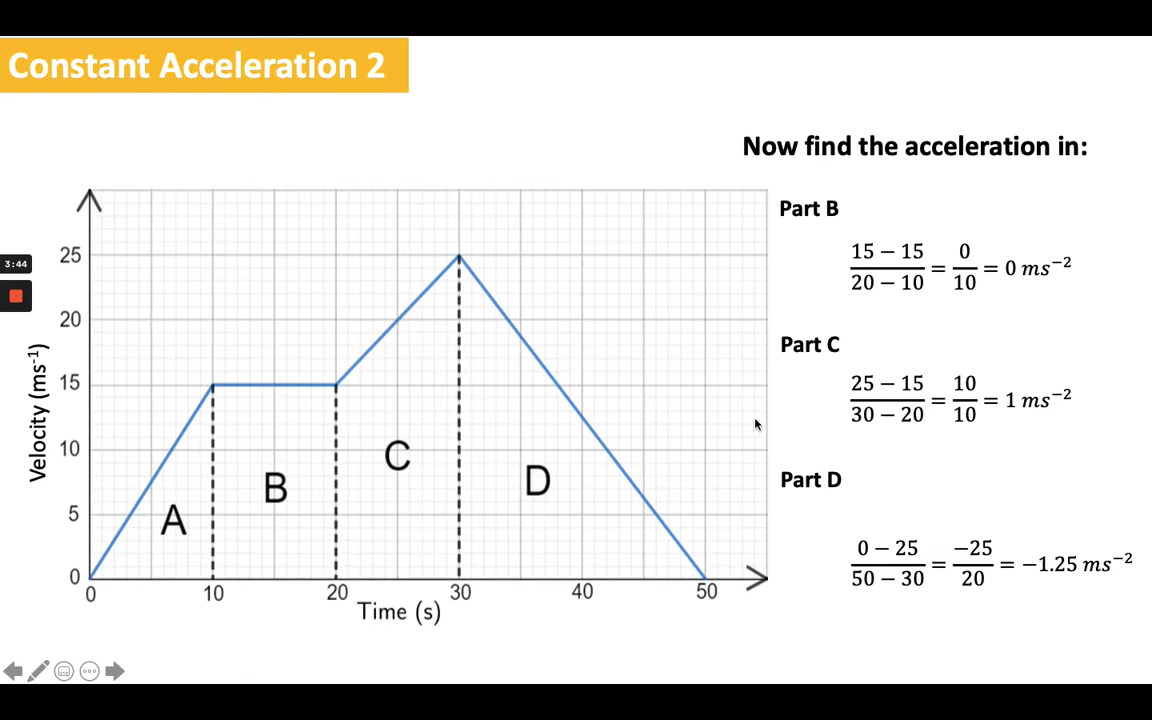 Constant Acceleration 2
Now find the acceleration in:
Part B
15 − 15
20 − 10
=
0
10
= 0 ms⁻²
Part C
25 − 15
30 − 20
=
10
10
= 1 ms⁻²
Part D
0 − 25
50 − 30
=
−25
20
= −1.25 ms⁻²
3:44
Velocity (ms⁻¹)
25
20
15
10
5
0
A
B
C
D
0 10 20 30 40 50
Time (s)